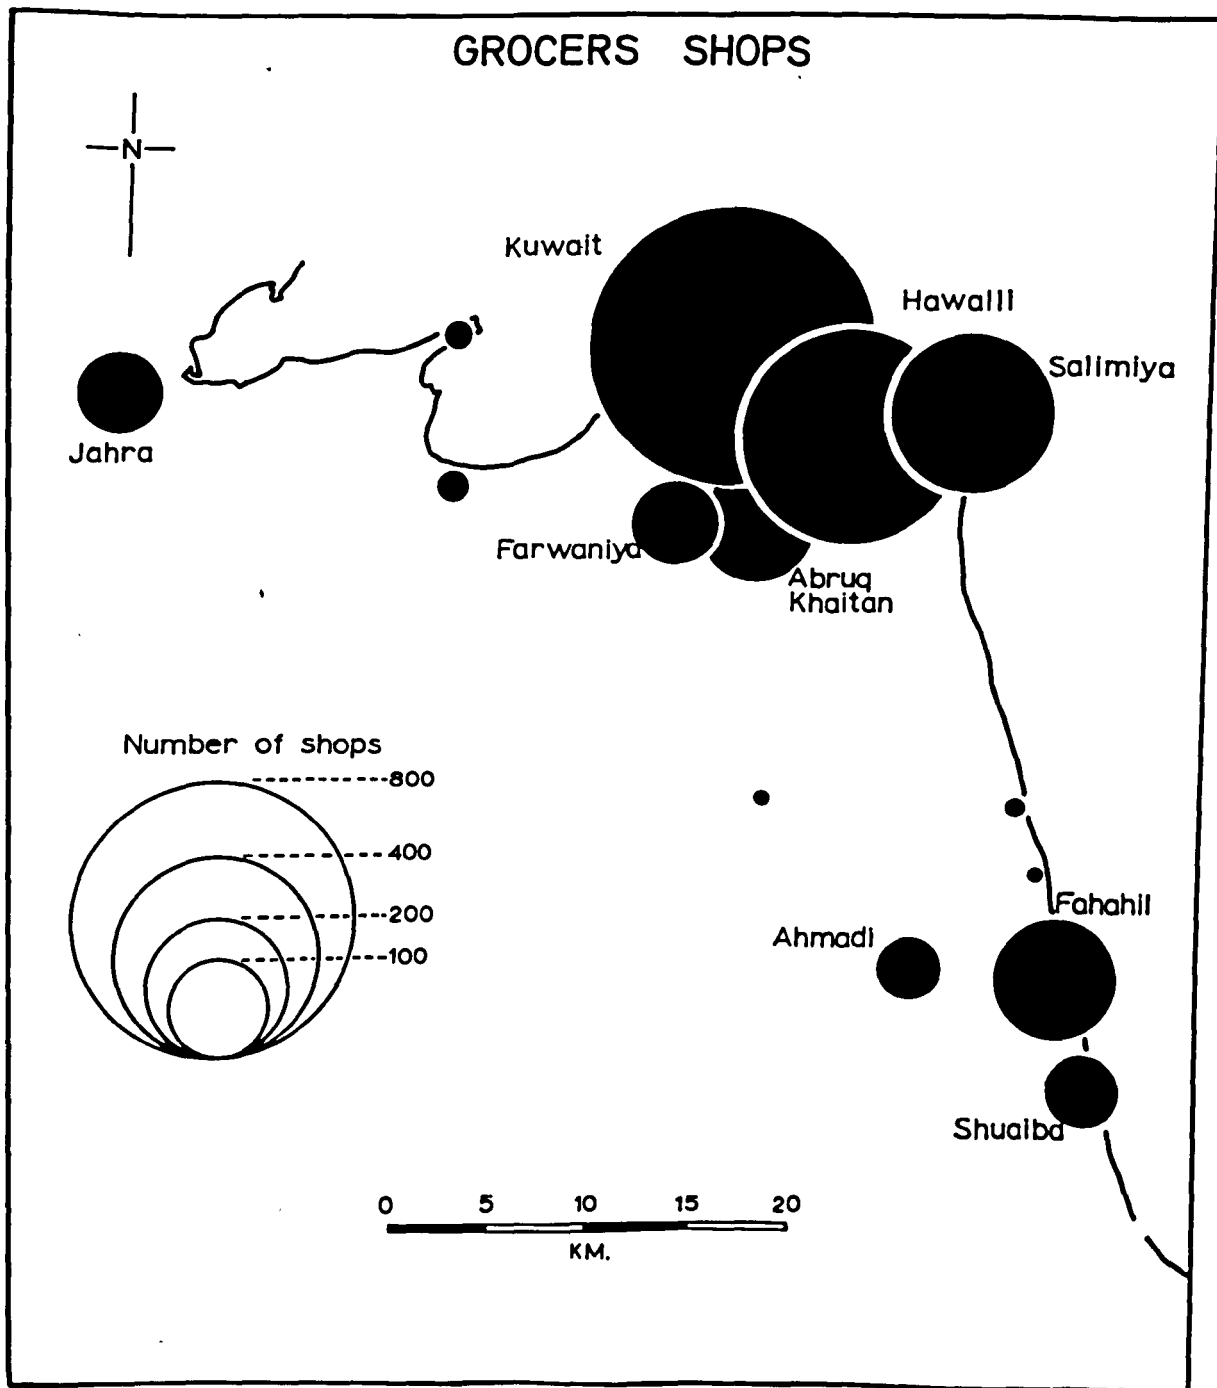 GROCERS SHOPS
N
Kuwait
Hawalli
Salimiya
Jahra
Farwaniya
Abruq
Khaitan
Number of shops
800
400
200
100
Fahahil
Ahmadi
Shuaiba
0 5 10 15 20
KM.